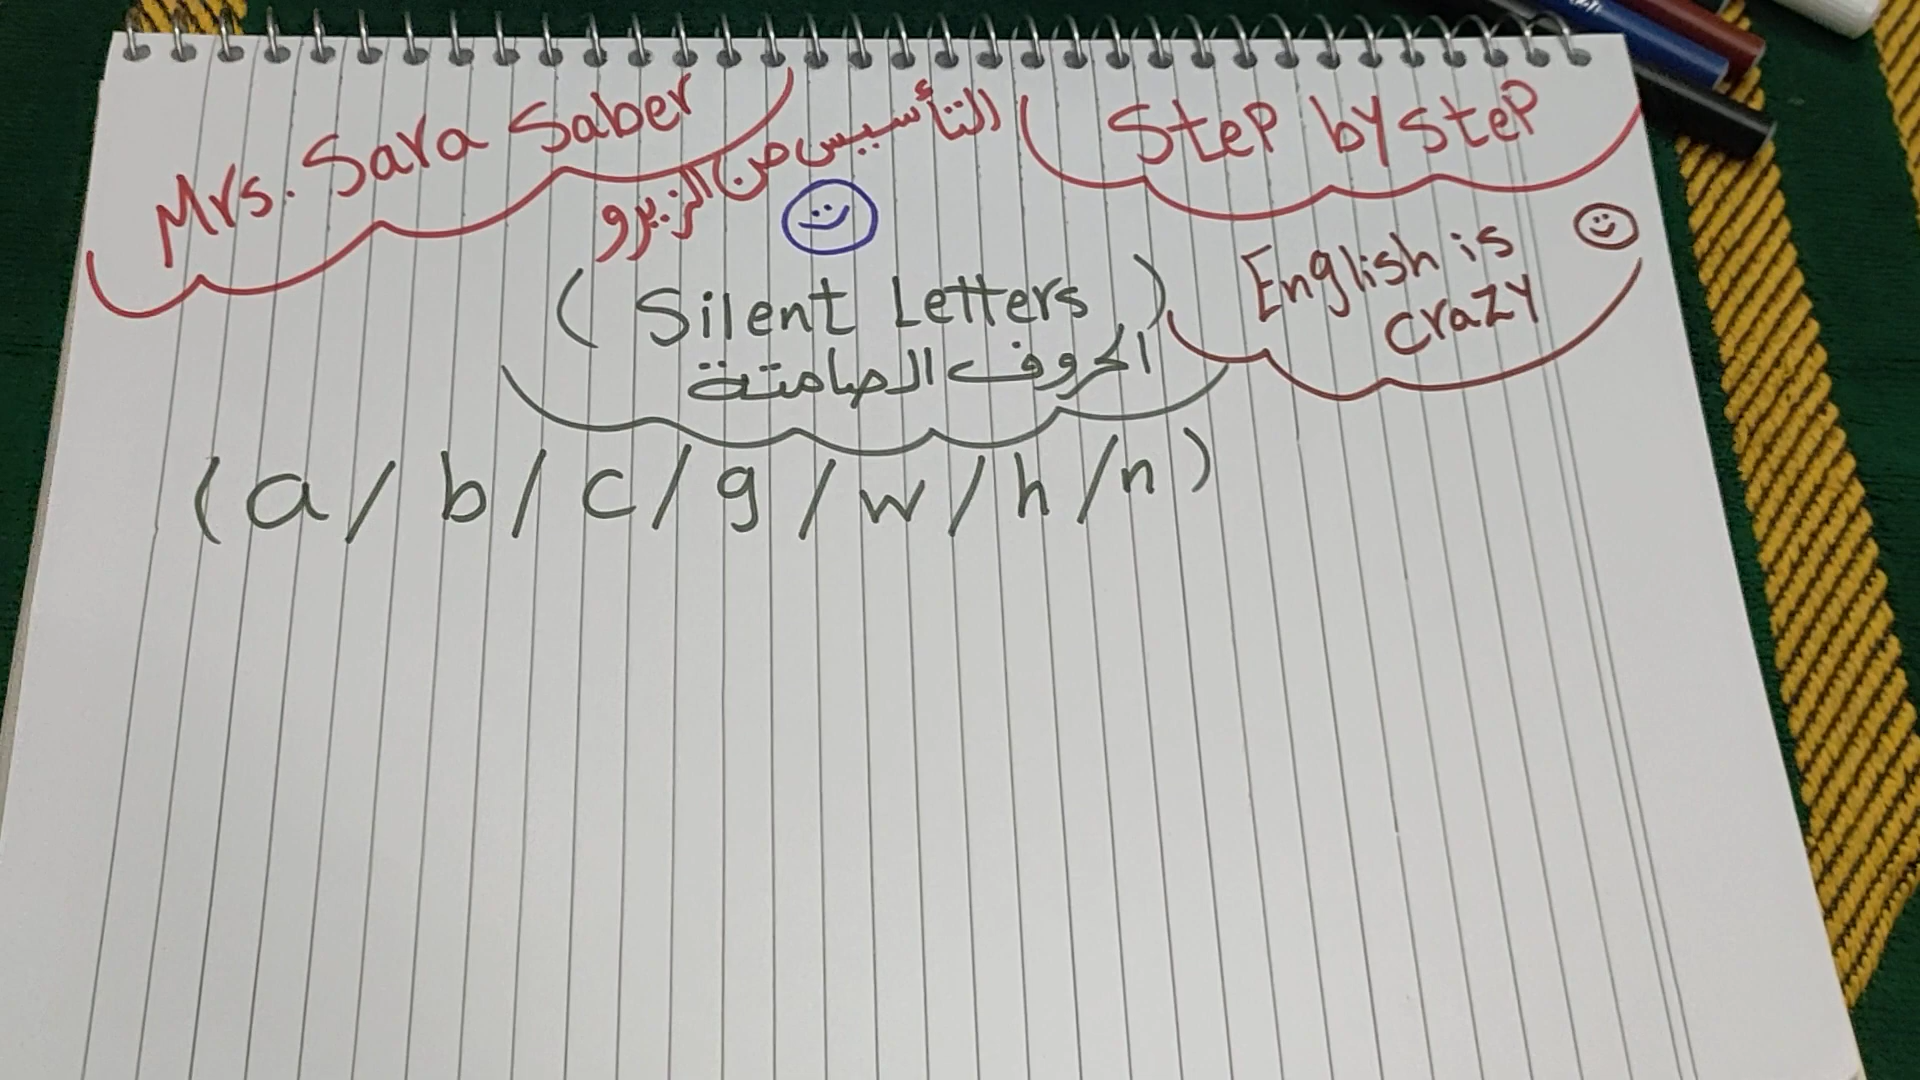 Mrs. Sara Saber
التأسيس من الزيرو
Step by step
English is
crazy
( Silent Letters )
الحروف الصامتة
( a / b / c / g / w / h / n )